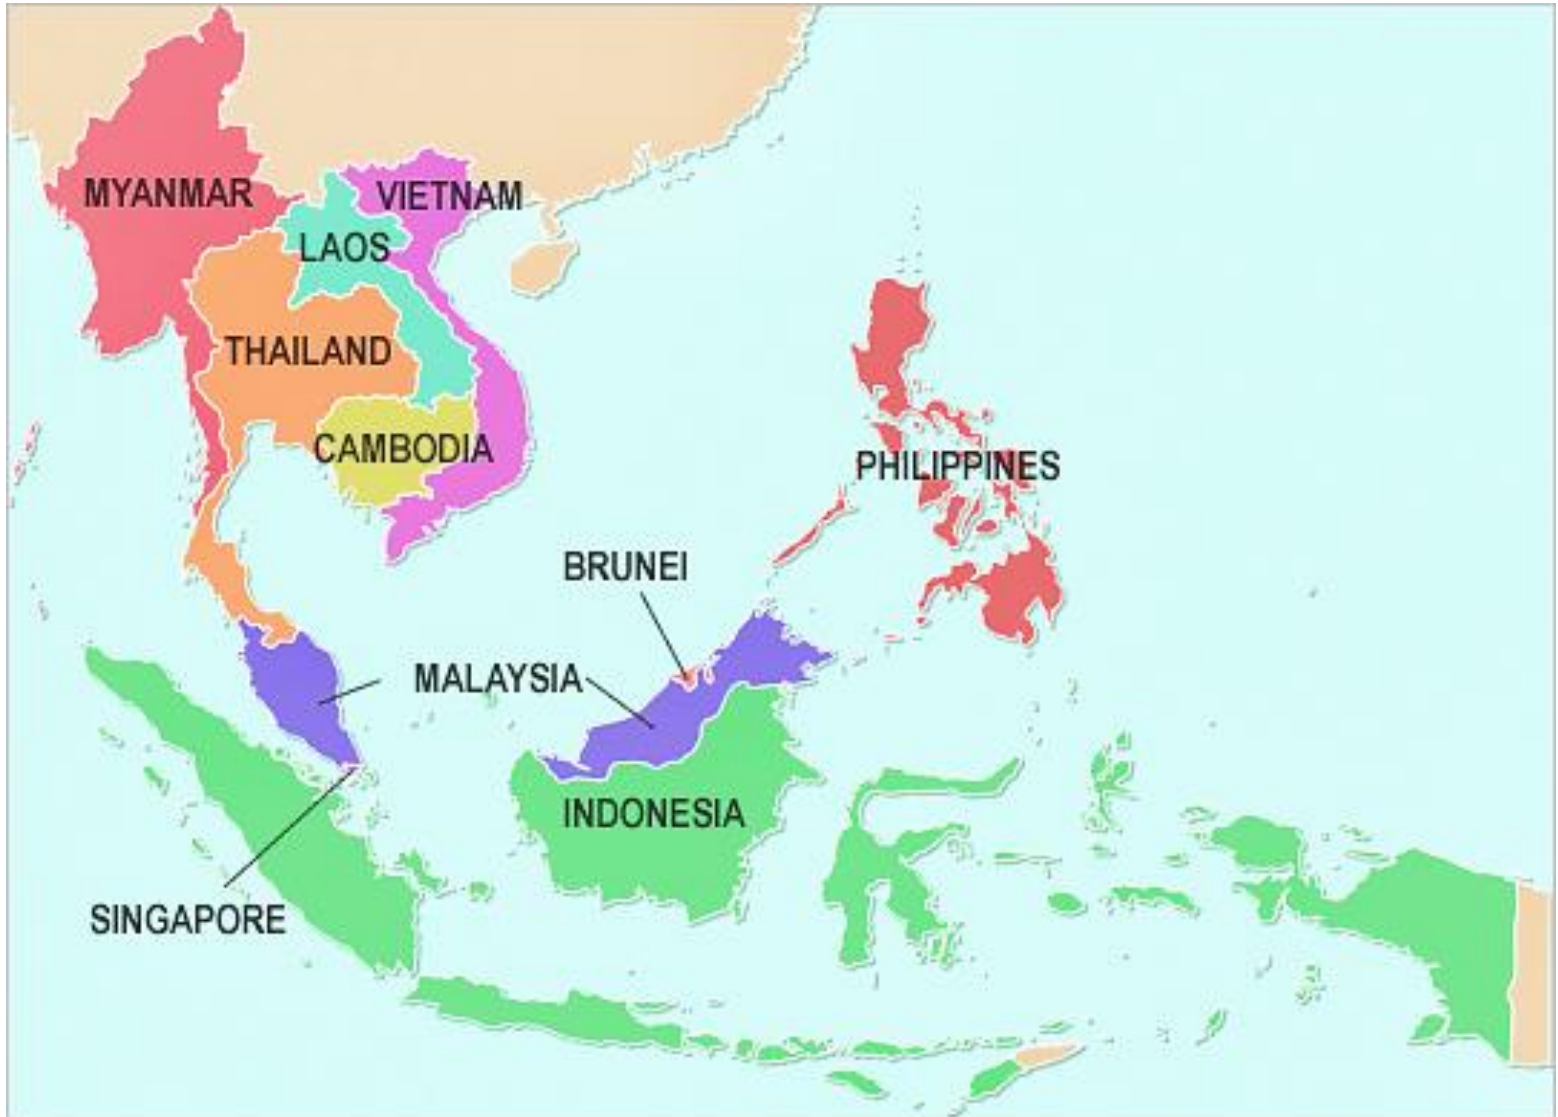 MYANMAR
VIETNAM
LAOS
THAILAND
CAMBODIA
PHILIPPINES
BRUNEI
MALAYSIA
INDONESIA
SINGAPORE